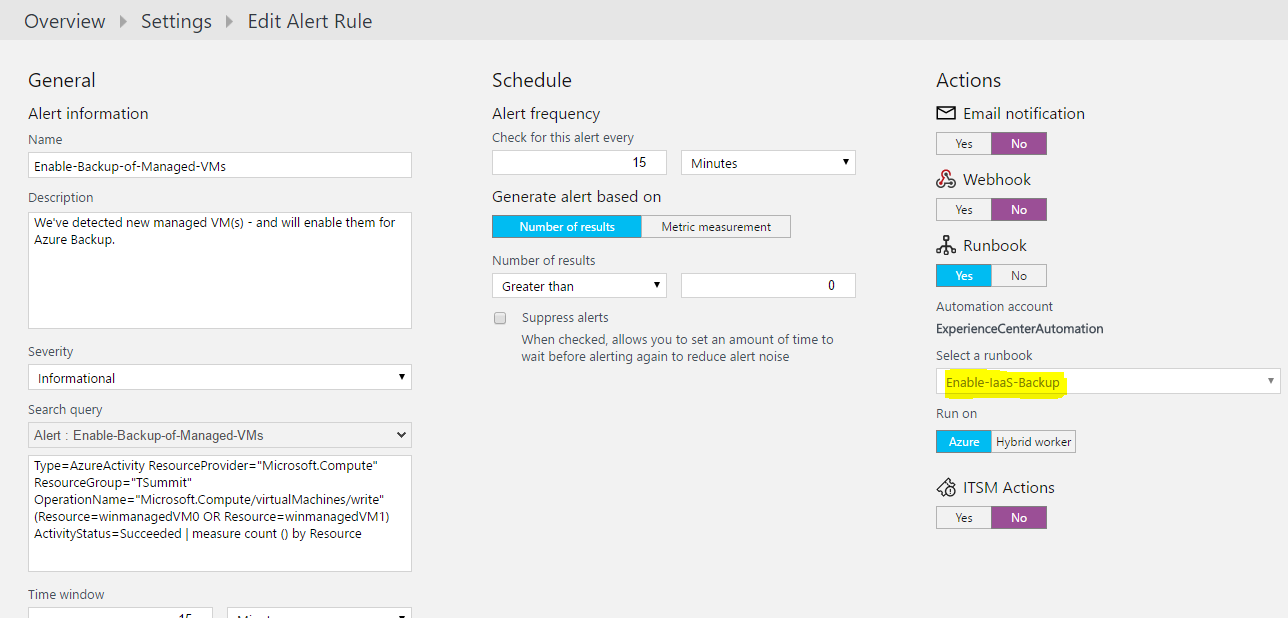 Overview Settings Edit Alert Rule
General
Alert information
Name
Enable-Backup-of-Managed-VMs
Description
We've detected new managed VM(s) - and will enable them for
Azure Backup.
Severity
Informational
Search query
Alert : Enable-Backup-of-Managed-VMs
Type=AzureActivity ResourceProvider="Microsoft.Compute"
ResourceGroup="TSummit"
OperationName="Microsoft.Compute/virtualMachines/write"
(Resource=winmanagedVM0 OR Resource=winmanagedVM1)
ActivityStatus=Succeeded | measure count () by Resource
Time window
Schedule
Alert frequency
Check for this alert every
15 Minutes
Generate alert based on
Number of results Metric measurement
Number of results
Greater than 0
Suppress alerts
When checked, allows you to set an amount of time to
wait before alerting again to reduce alert noise
Actions
Email notification
Yes No
Webhook
Yes No
Runbook
Yes No
Automation account
ExperienceCenterAutomation
Select a runbook
Enable-IaaS-Backup
Run on
Azure Hybrid worker
ITSM Actions
Yes No